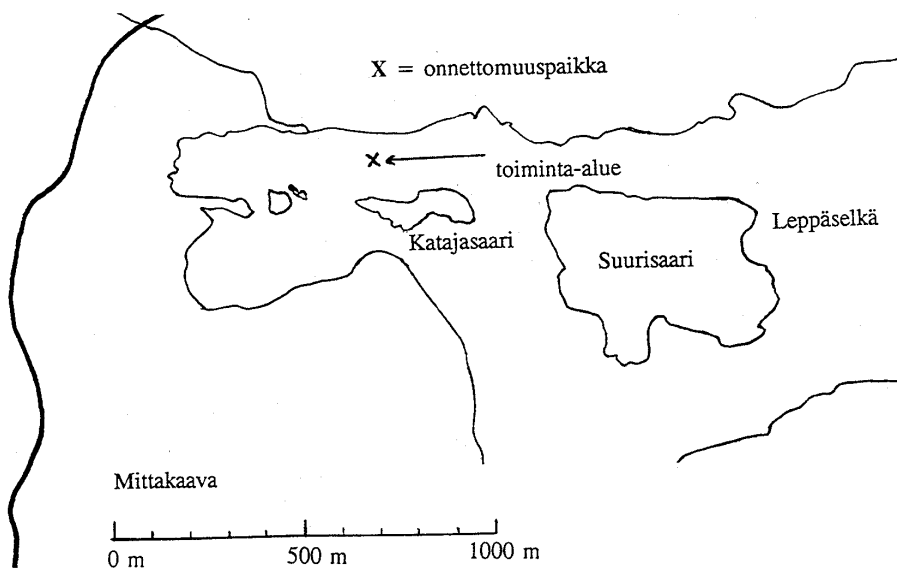 X = onnettomuuspaikka
X
toiminta-alue
Leppäselkä
Katajasaari
Suurisaari
Mittakaava
0 m 500 m 1000 m